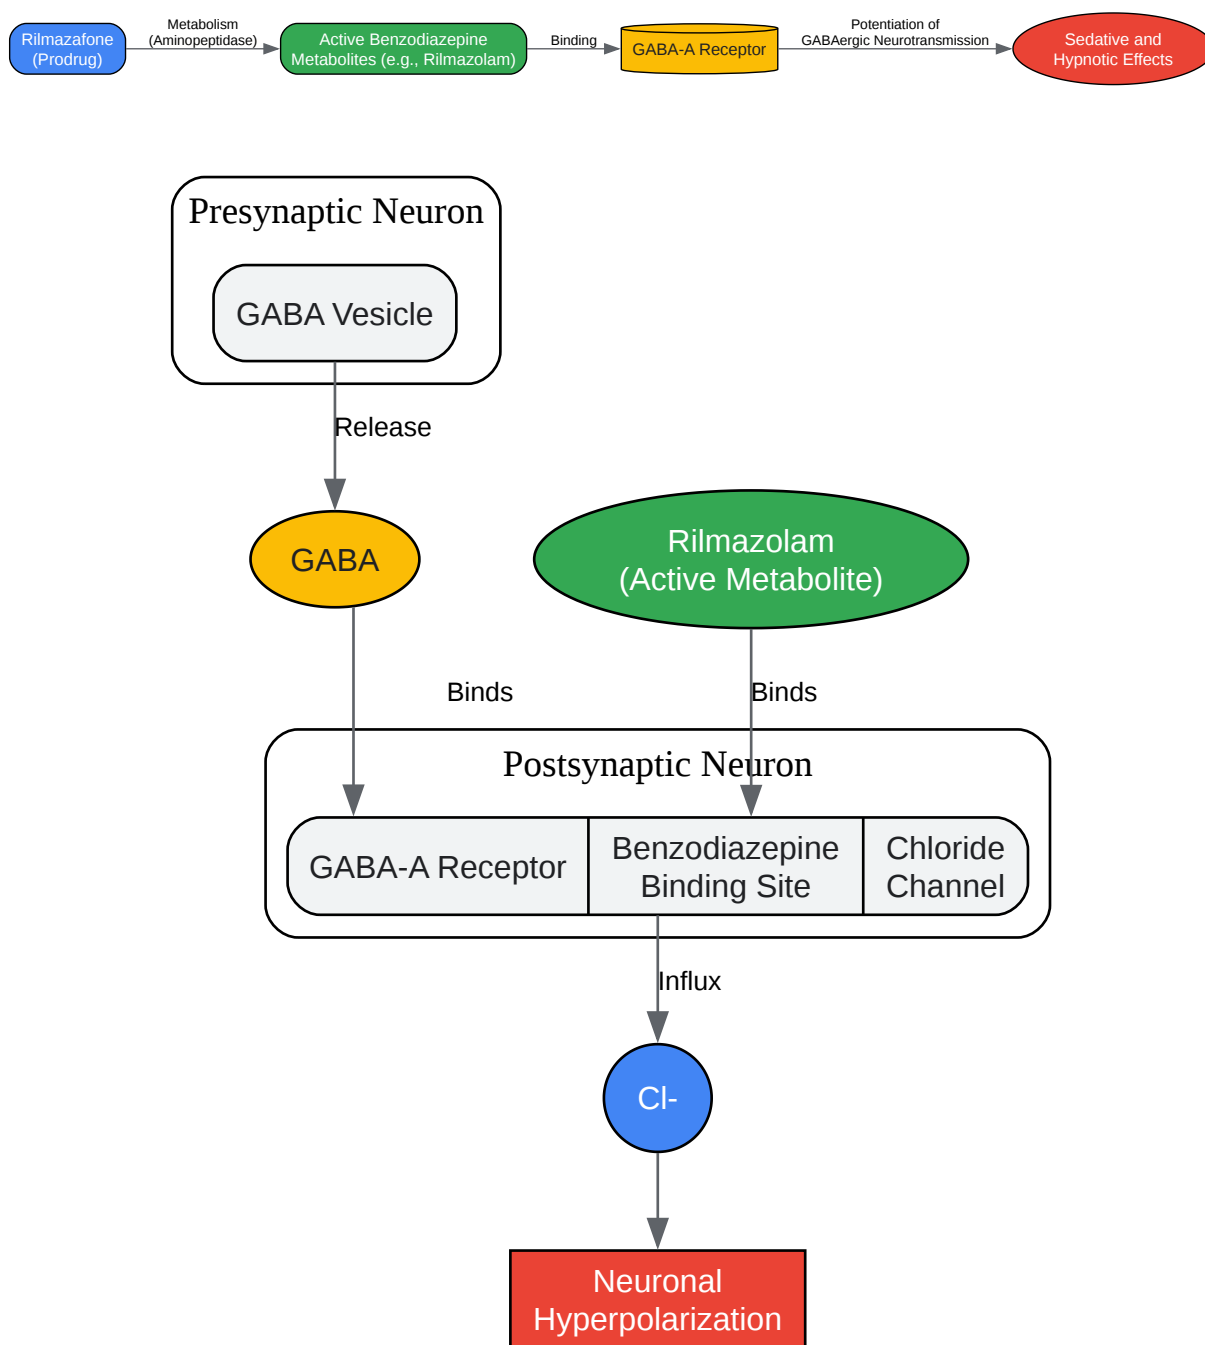 Rilmazafone
(Prodrug)
Metabolism
(Aminopeptidase)
Active Benzodiazepine
Metabolites (e.g., Rilmazolam)
Binding
GABA-A Receptor
Potentiation of
GABAergic Neurotransmission
Sedative and
Hypnotic Effects
Presynaptic Neuron
GABA Vesicle
Release
GABA
Rilmazolam
(Active Metabolite)
Binds
Binds
Postsynaptic Neuron
GABA-A Receptor
Benzodiazepine
Binding Site
Chloride
Channel
Influx
Cl-
Neuronal
Hyperpolarization